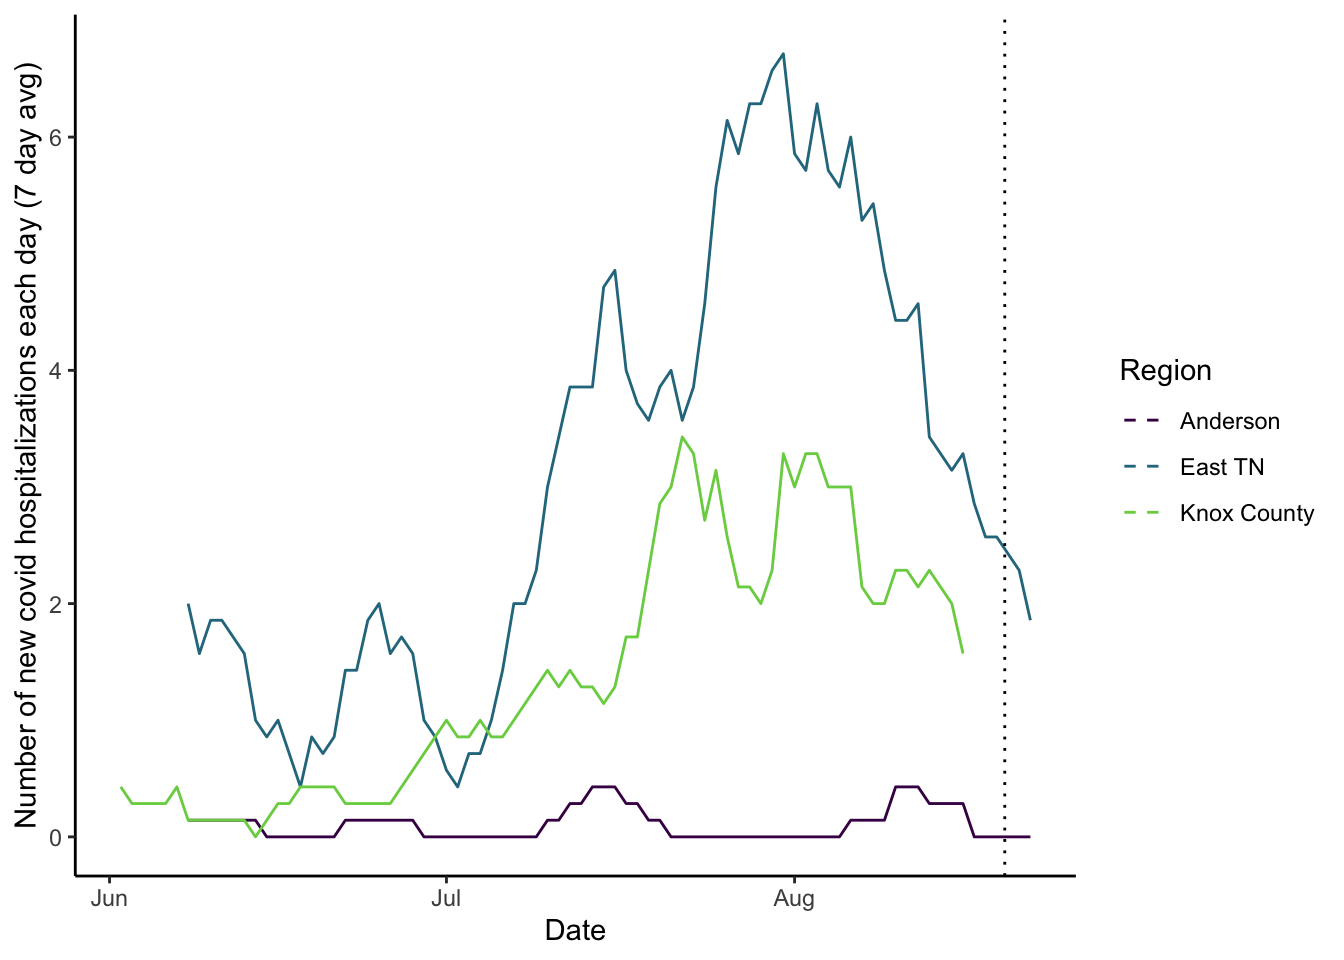 Number of new covid hospitalizations each day (7 day avg)
6
4
2
0
Jun
Jul
Aug
Date
Region
Anderson
East TN
Knox County